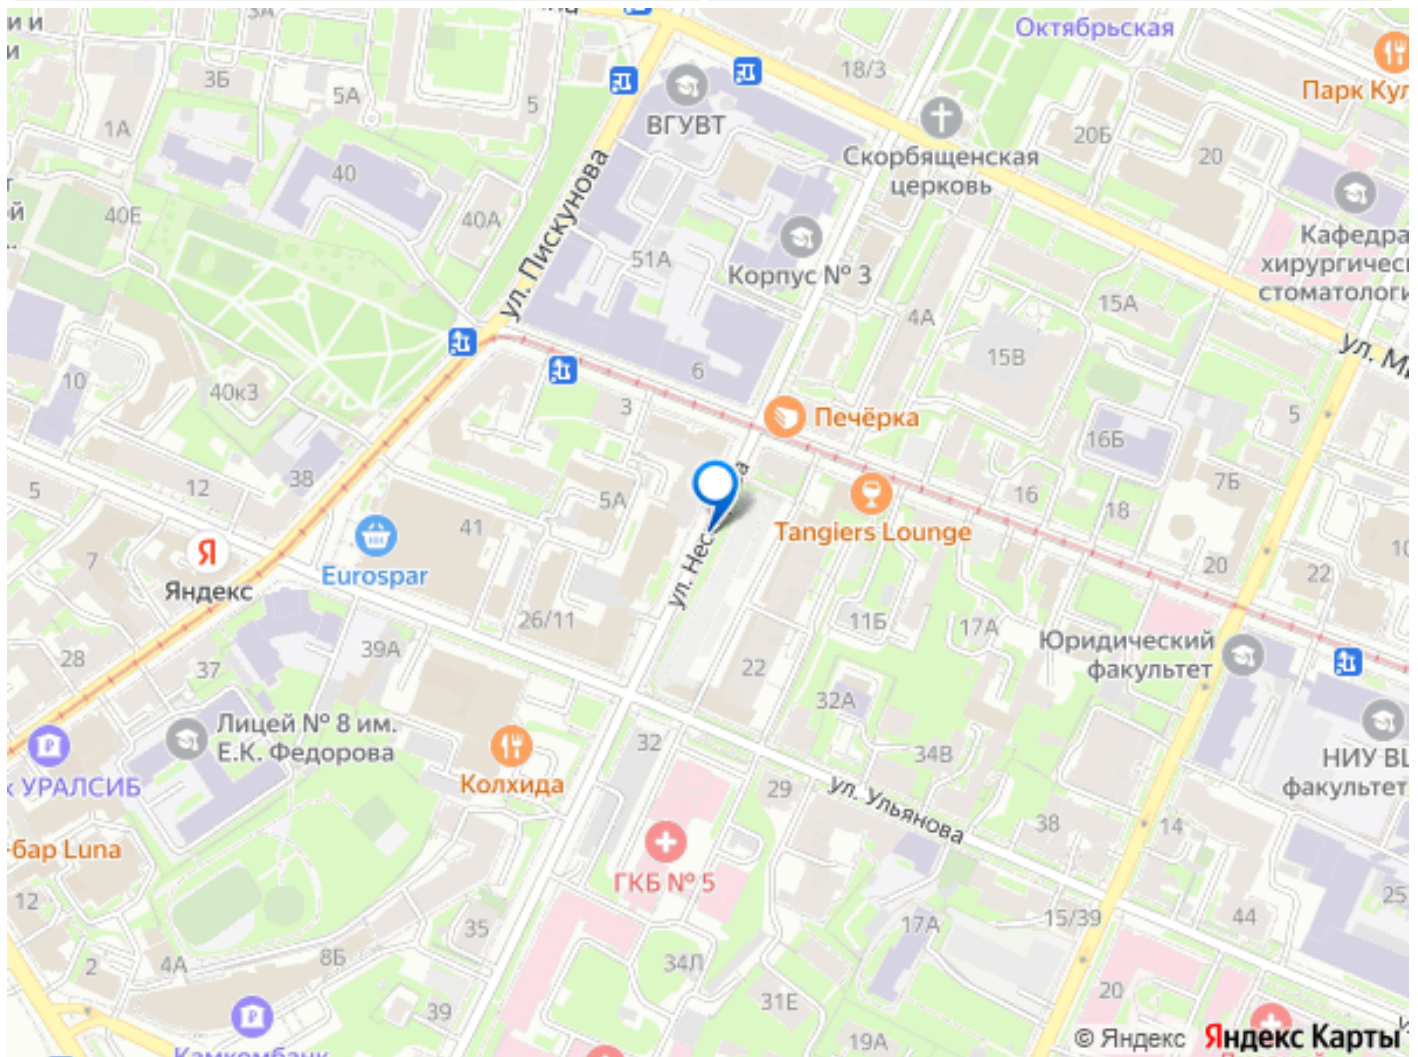 Октябрьская
и и
и
3А
3Б
5А
5
1А
18/3
ВГУВТ
Парк Кул
Скорбященская
церковь
20Б
20
40
40Е
40А
ой
ул. Пискунова
51А
Корпус № 3
Кафедра
хирургичес
стоматологи
15А
4А
15В
ул. Ми
10
40к3
6
3
Печёрка
5
16Б
7Б
38
12
5
5А
41
16
18
Tangiers Lounge
ул. Нес
а
7
Яндекс
Eurospar
20
22
10
26/11
11Б
17А
39А
28
37
22
Юридический
факультет
32А
Лицей № 8 им.
Е.К. Федорова
32
34В
к УРАЛСИБ
Колхида
29
ул. Ульянова
НИУ ВШ
факультет
38
14
-бар Luna
ГКБ № 5
12
35
17А
15/39
44
25
2
4А
8Б
34Л
31Е
39
20
19А
Камкомбанк
© Яндекс Яндекс Карты